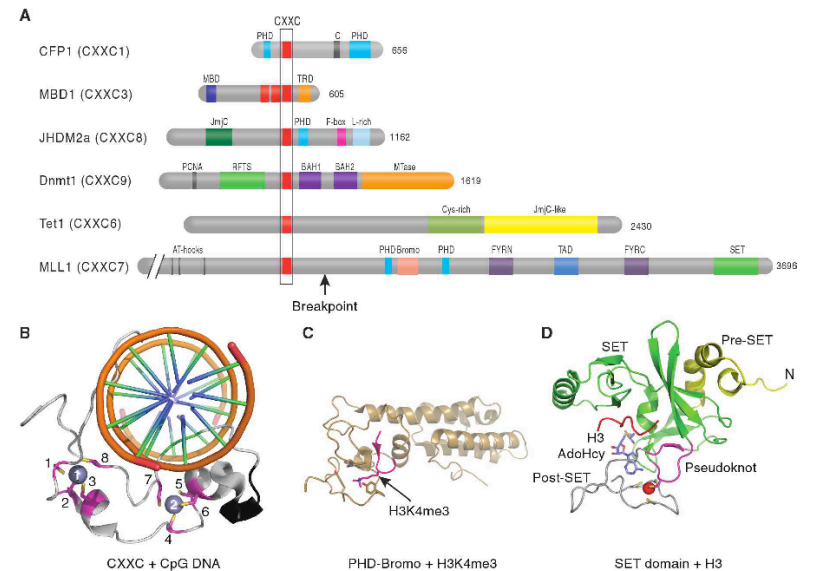 A
CXXC
PHD C PHD
CFP1 (CXXC1) 656
MBD TRD
MBD1 (CXXC3) 605
JmjC PHD F-box L-rich
JHDM2a (CXXC8) 1162
PCNA RFTS BAH1 BAH2 MTase
Dnmt1 (CXXC9) 1619
Cys-rich JmjC-like
Tet1 (CXXC6) 2430
AT-hooks PHD Bromo PHD FYRN TAD FYRC SET
MLL1 (CXXC7) 3696
Breakpoint
B
1
8
1
2
3
7
5
2
6
4
CXXC + CpG DNA
C
H3K4me3
PHD-Bromo + H3K4me3
D
SET
Pre-SET
N
H3
AdoHcy
Pseudoknot
Post-SET
SET domain + H3